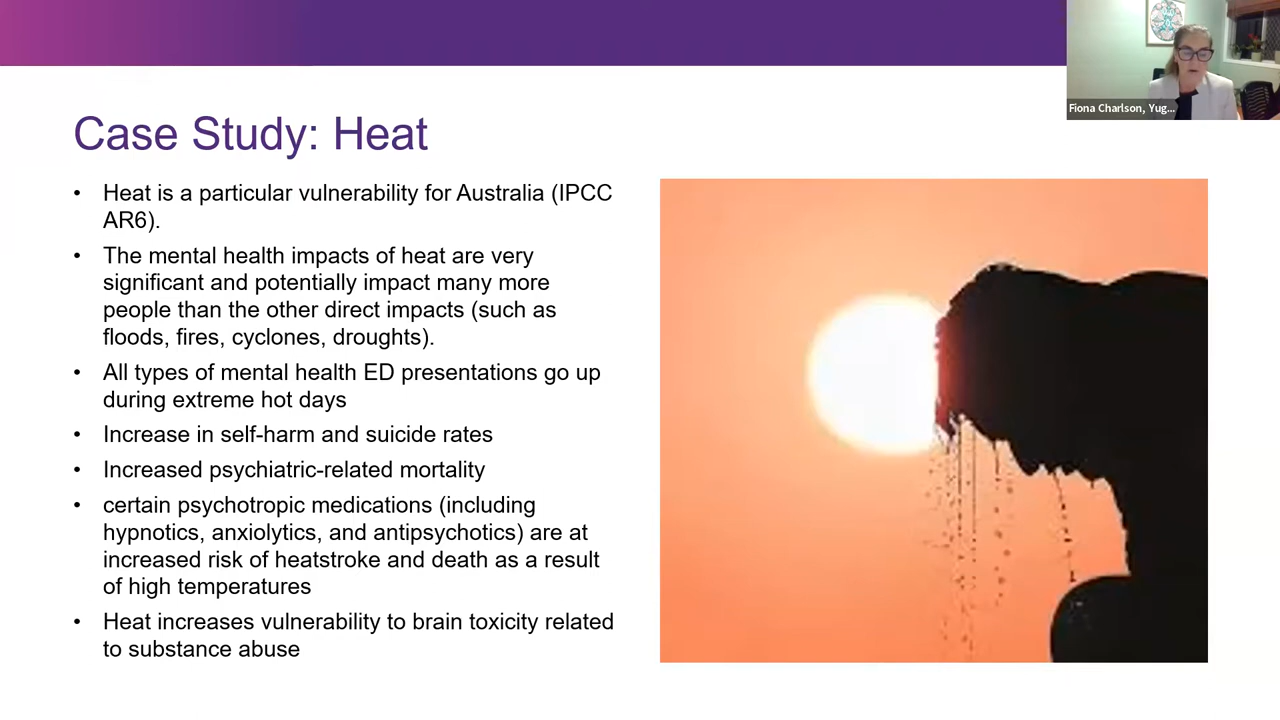 Fiona Charlson, Yug...
Case Study: Heat
• Heat is a particular vulnerability for Australia (IPCC
AR6).
• The mental health impacts of heat are very
significant and potentially impact many more
people than the other direct impacts (such as
floods, fires, cyclones, droughts).
• All types of mental health ED presentations go up
during extreme hot days
• Increase in self-harm and suicide rates
• Increased psychiatric-related mortality
• certain psychotropic medications (including
hypnotics, anxiolytics, and antipsychotics) are at
increased risk of heatstroke and death as a result
of high temperatures
• Heat increases vulnerability to brain toxicity related
to substance abuse